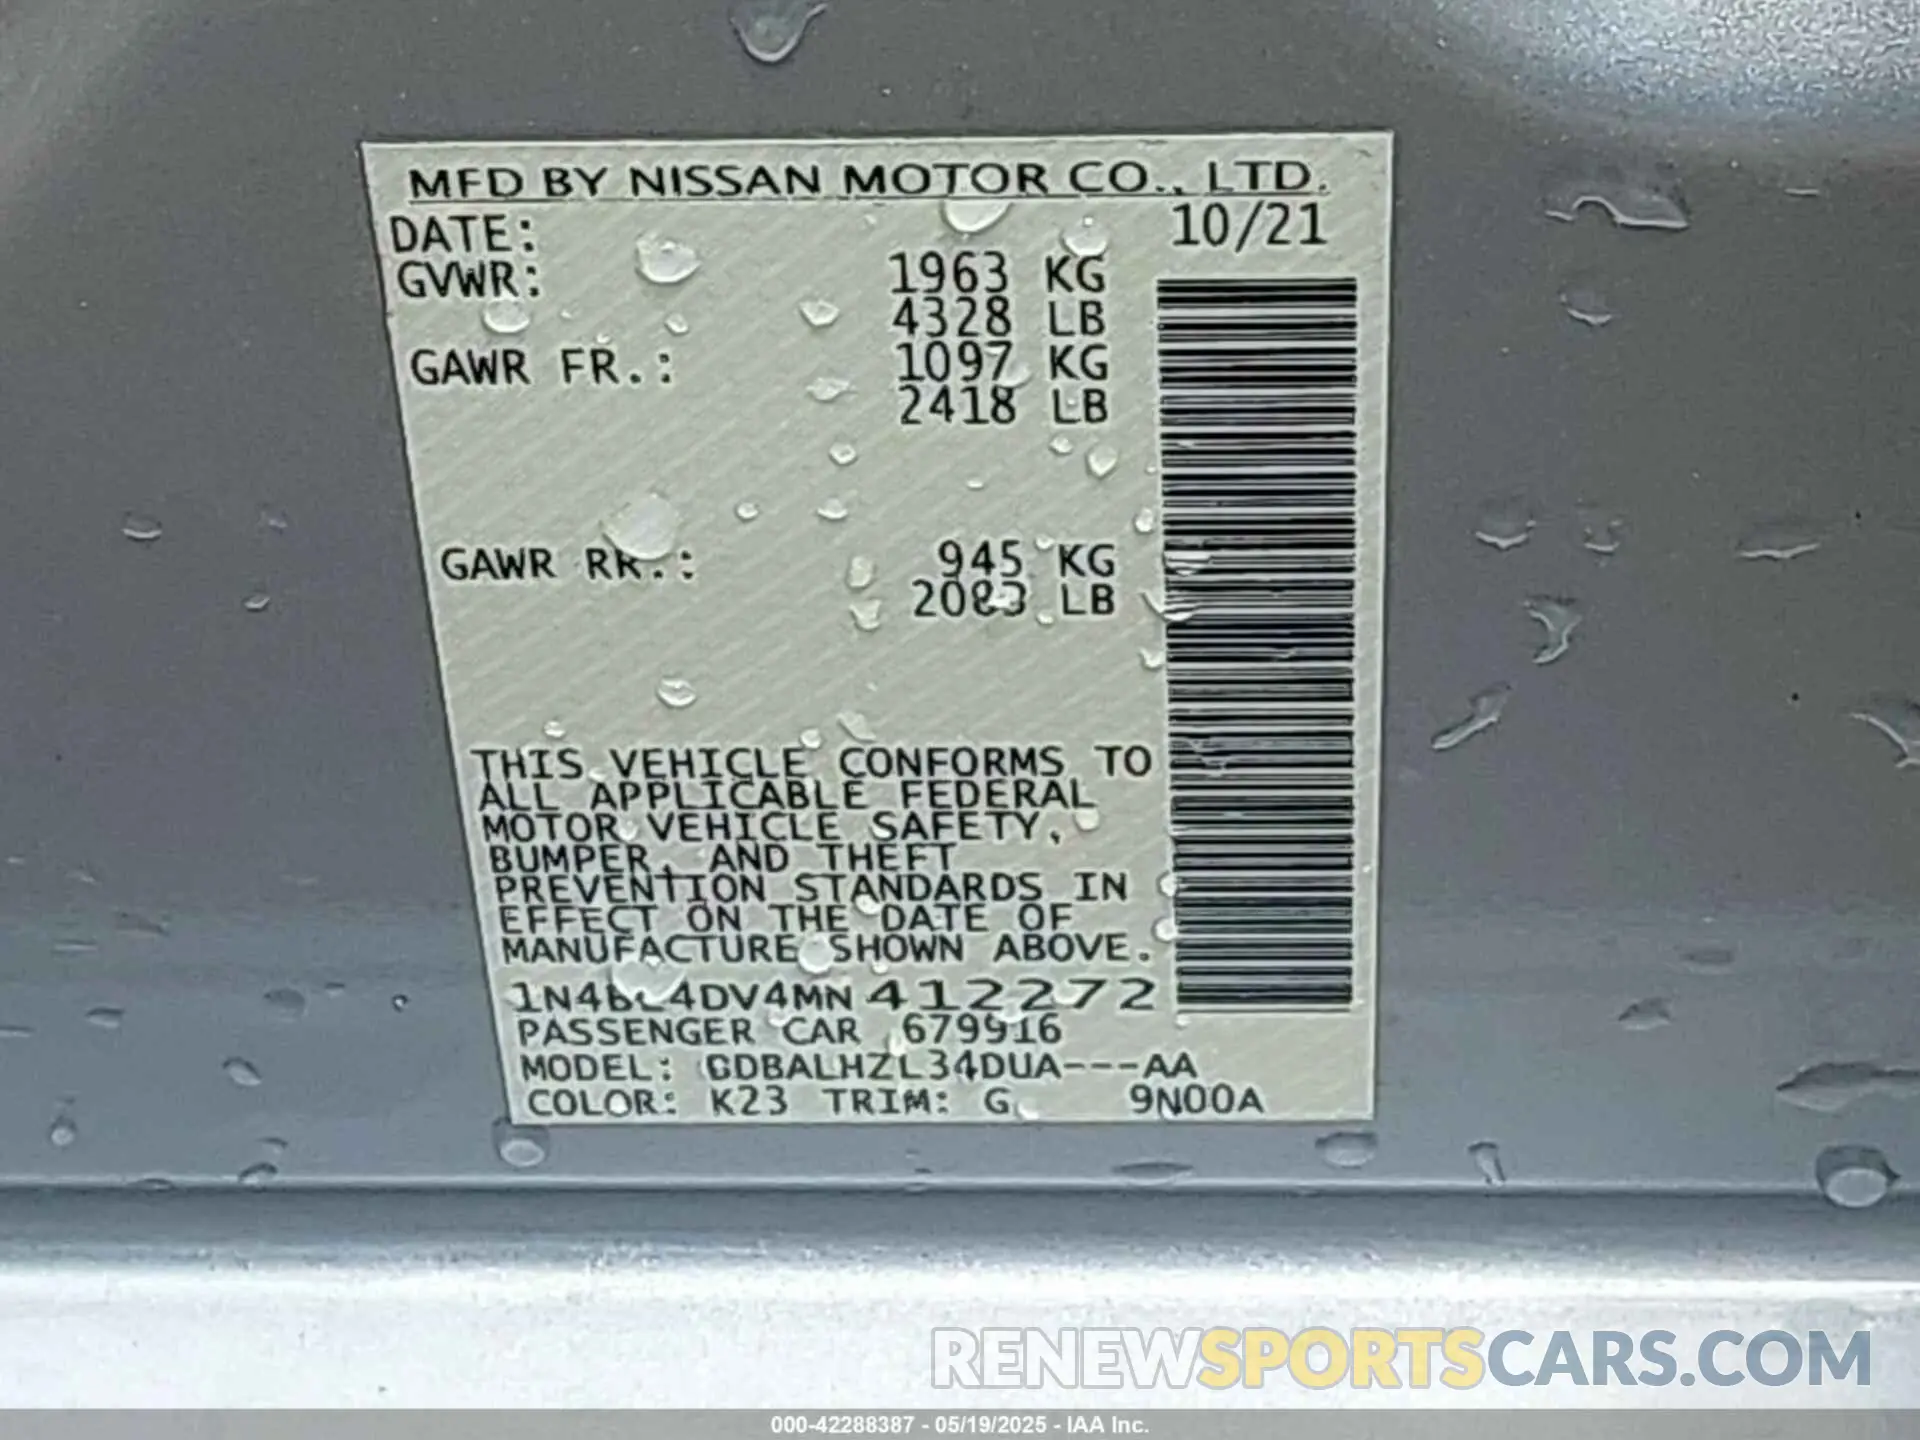 MFD BY NISSAN MOTOR CO., LTD.
DATE: 10/21
GVWR: 1963 KG
4328 LB
GAWR FR.: 1097 KG
2418 LB
GAWR RR.: 945 KG
2083 LB
THIS VEHICLE CONFORMS TO
ALL APPLICABLE FEDERAL
MOTOR VEHICLE SAFETY,
BUMPER, AND THEFT
PREVENTION STANDARDS IN
EFFECT ON THE DATE OF
MANUFACTURE SHOWN ABOVE.
1N4BL4DV4MN412272
PASSENGER CAR 679916
MODEL:
COLOR: K23 TRIM: G 9N00A
RENEWSPORTSCARS.COM
000-42288387 - 05/19/2025 - IAA Inc.